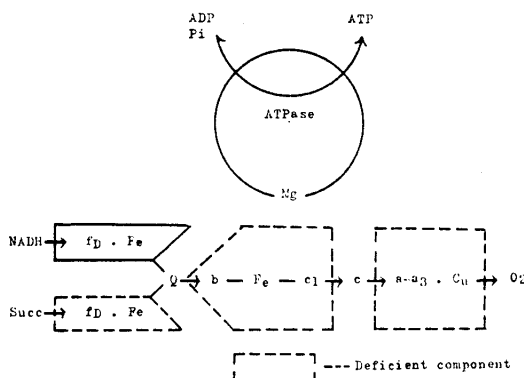 ADP ATP
Pi
ATPase
Mg
NADH fD . Fe
Q b Fe c1 c a-a3 . Cu O2
Succ fD . Fe
Deficient component